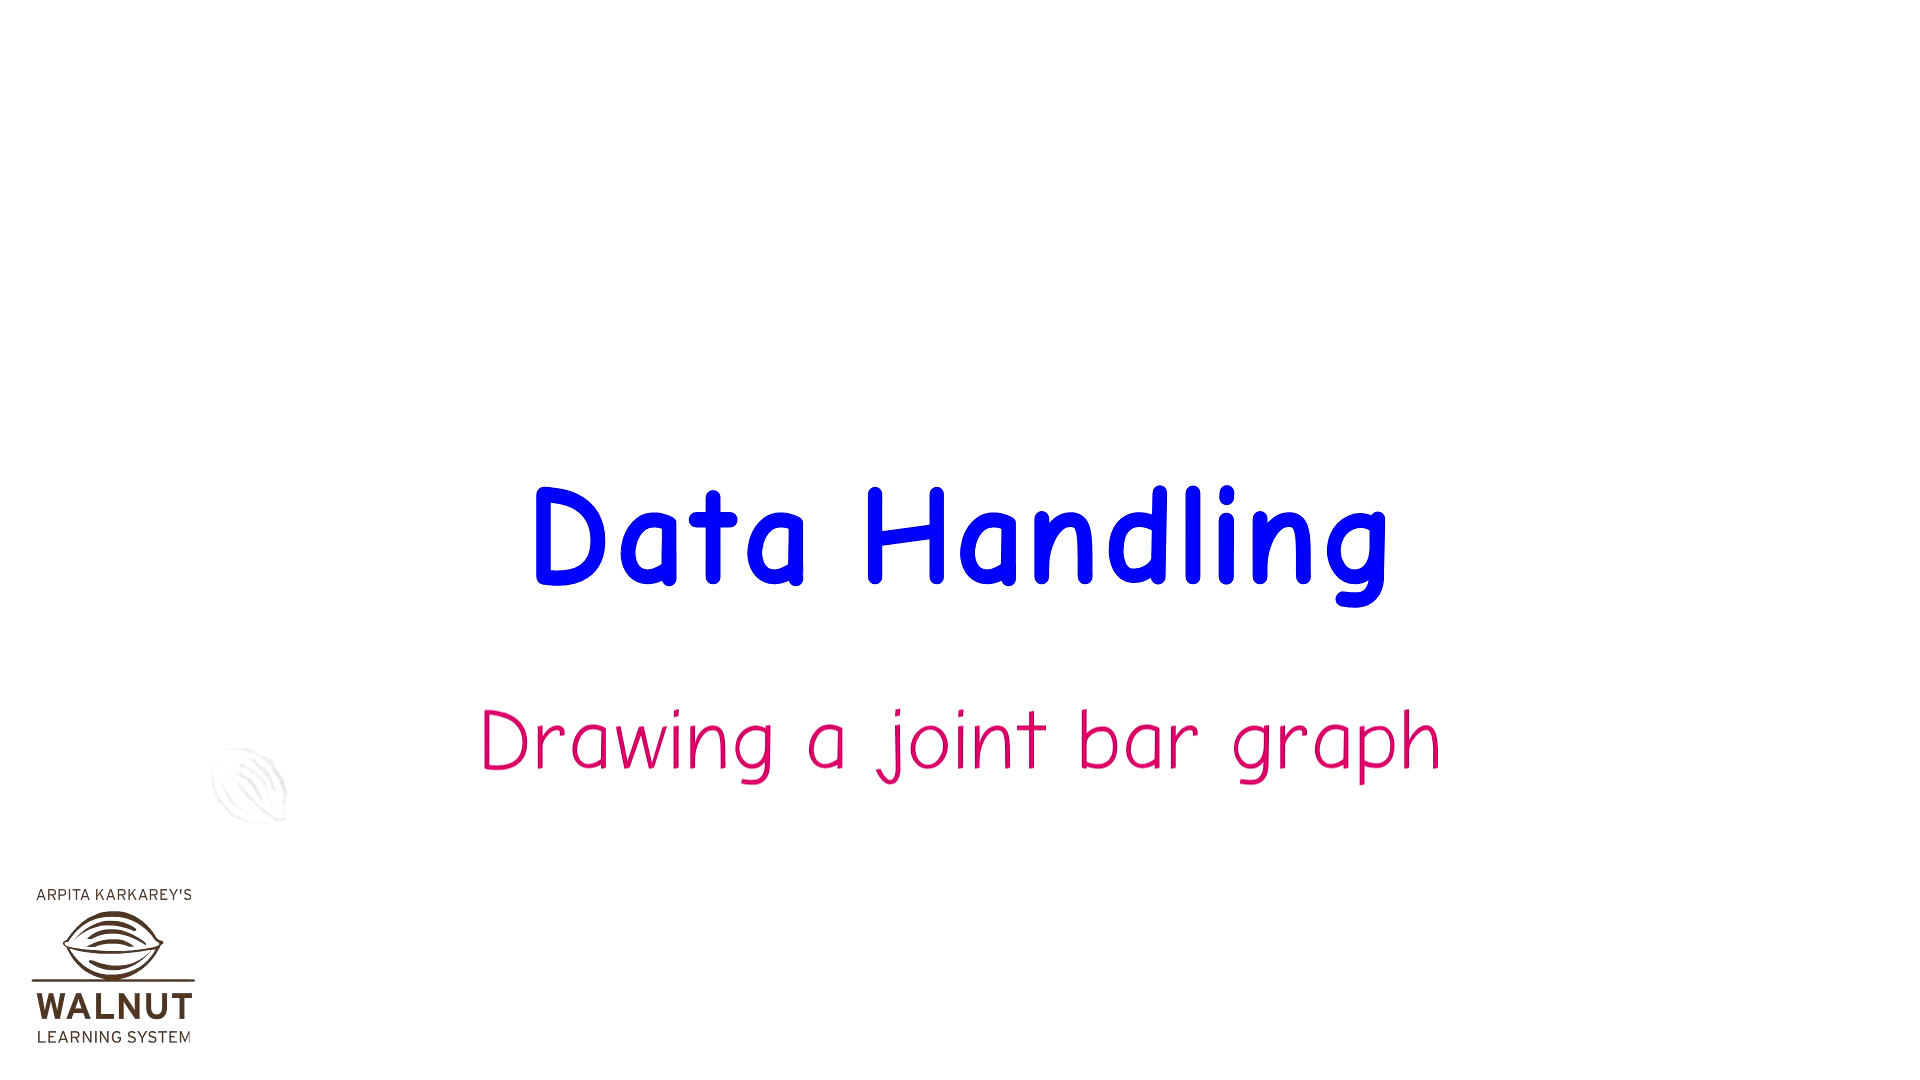 Data Handling
Drawing a joint bar graph
ARPITA KARKAREY'S
WALNUT
LEARNING SYSTEM